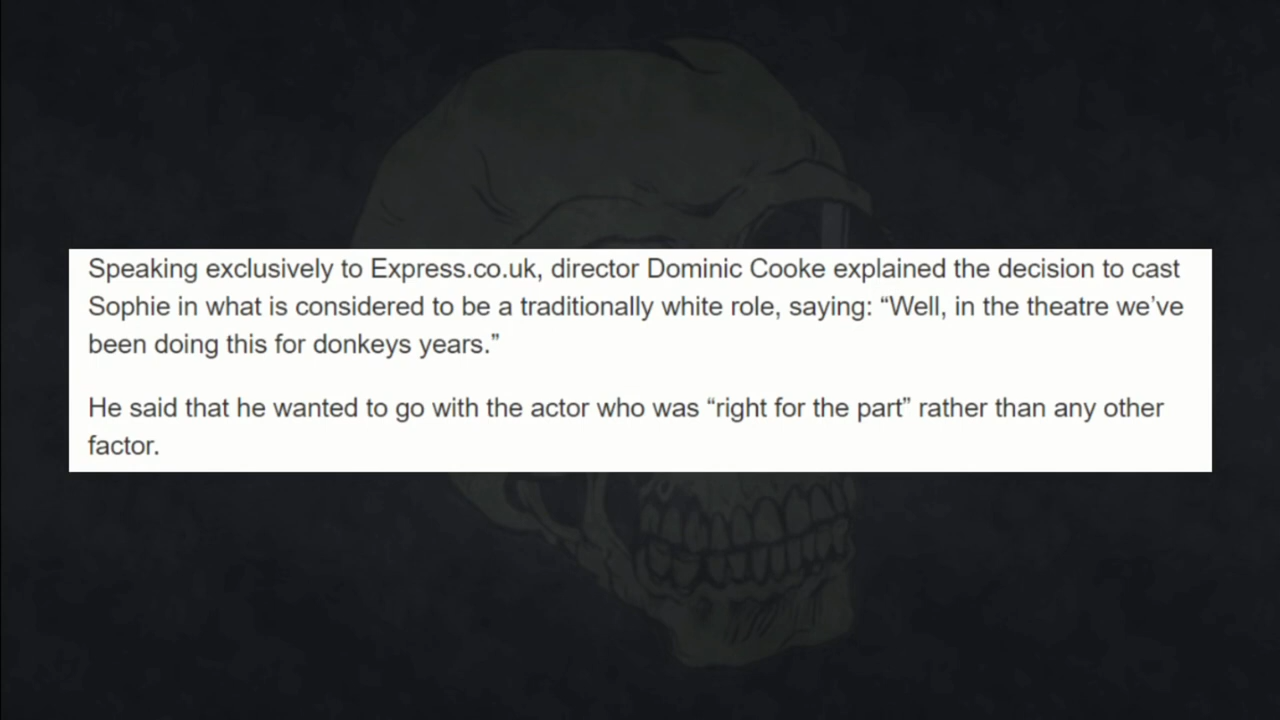 Speaking exclusively to Express.co.uk, director Dominic Cooke explained the decision to cast
Sophie in what is considered to be a traditionally white role, saying: “Well, in the theatre we’ve
been doing this for donkeys years.”
He said that he wanted to go with the actor who was “right for the part” rather than any other
factor.